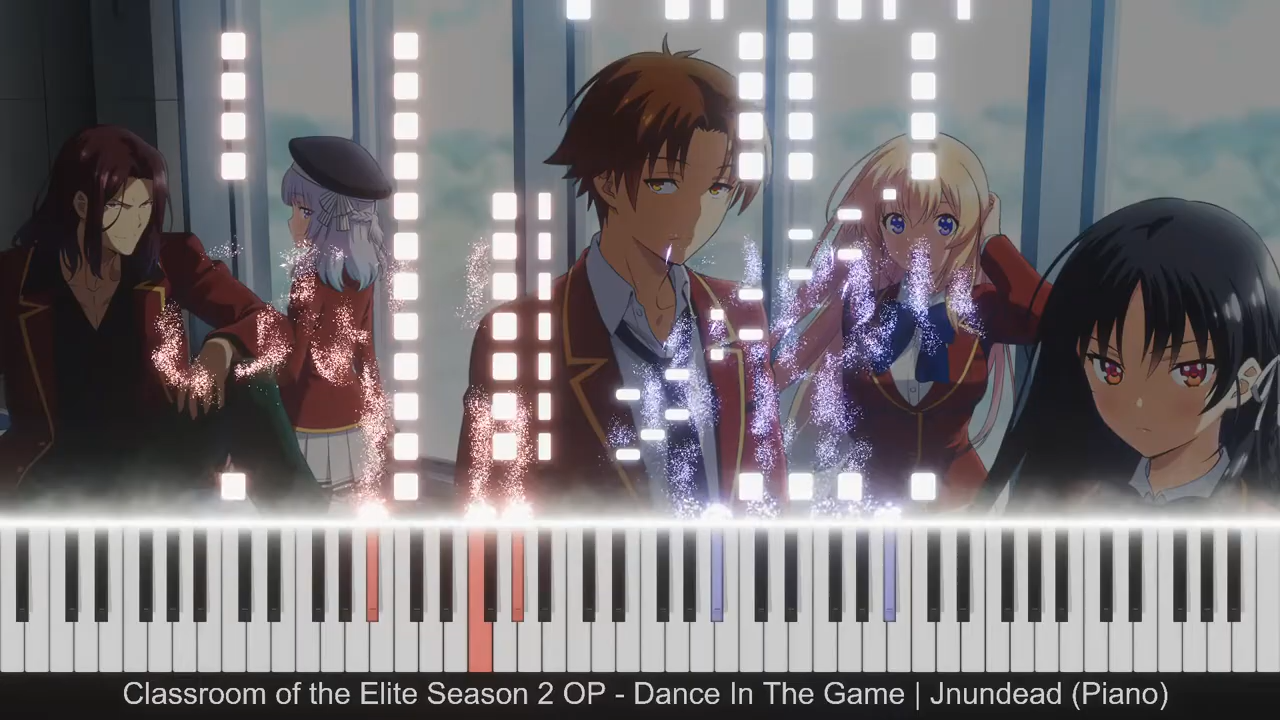 Classroom of the Elite Season 2 OP - Dance In The Game | Jnundead (Piano)